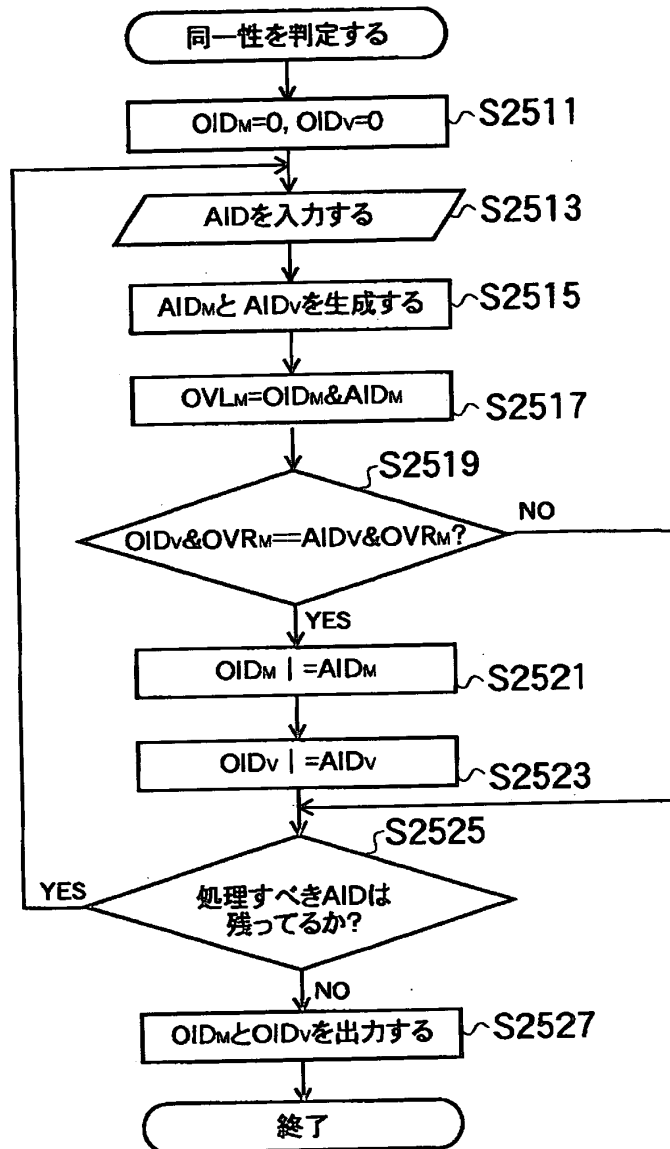 同一性を判定する
OIDM=0, OIDV=0
S2511
AIDを入力する
S2513
AIDMと AIDVを生成する
S2515
OVLM=OIDM&AIDM
S2517
S2519
OIDV&OVRM==AIDV&OVRM?
NO
YES
OIDM | =AIDM
S2521
OIDV | =AIDV
S2523
S2525
YES
処理すべきAIDは
残ってるか?
NO
OIDMとOIDVを出力する
S2527
終了